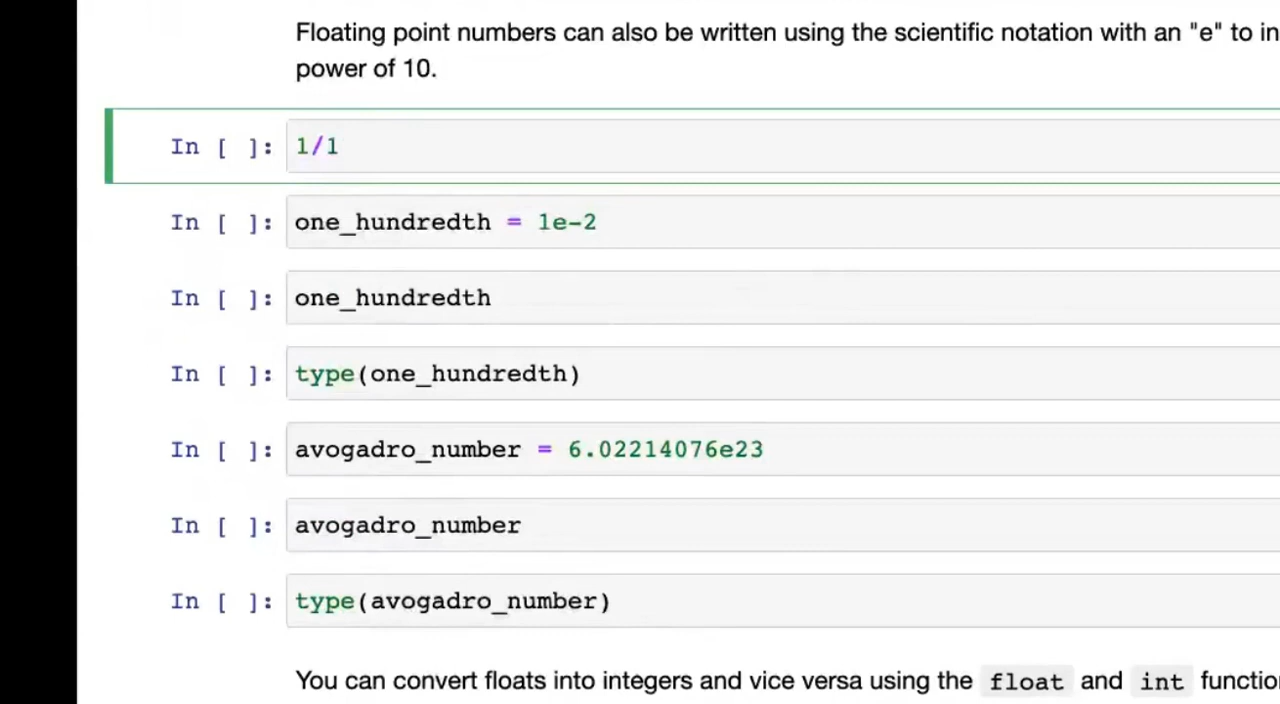 Floating point numbers can also be written using the scientific notation with an "e" to in
power of 10.
In [ ]: 1/1
In [ ]: one_hundredth = 1e-2
In [ ]: one_hundredth
In [ ]: type(one_hundredth)
In [ ]: avogadro_number = 6.02214076e23
In [ ]: avogadro_number
In [ ]: type(avogadro_number)
You can convert floats into integers and vice versa using the float and int functio